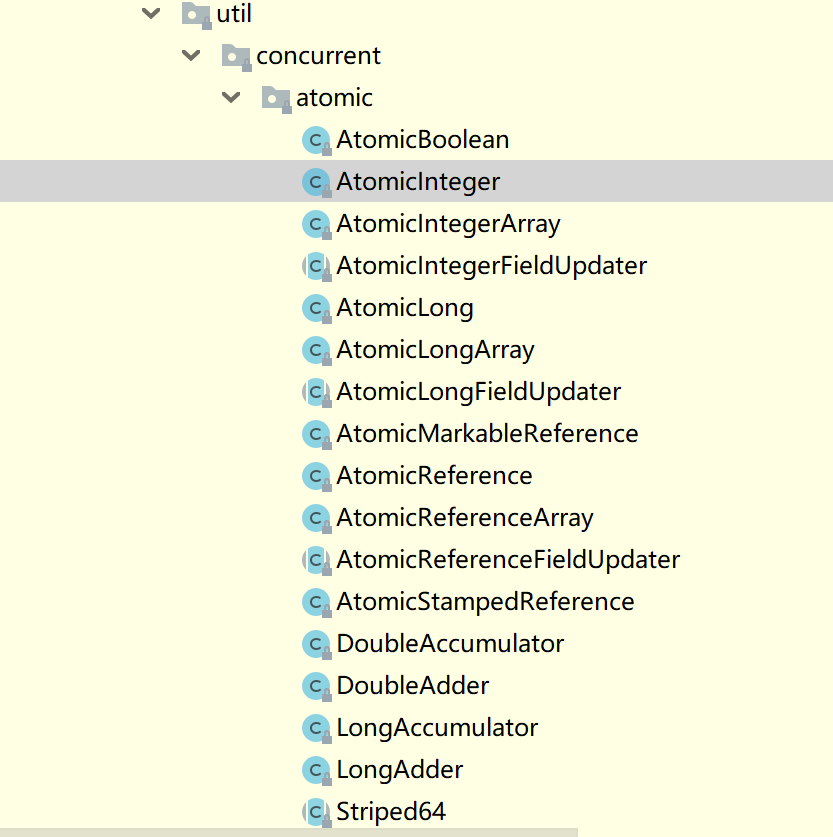 util
concurrent
atomic
C AtomicBoolean
C AtomicInteger
C AtomicIntegerArray
C AtomicIntegerFieldUpdater
C AtomicLong
C AtomicLongArray
C AtomicLongFieldUpdater
C AtomicMarkableReference
C AtomicReference
C AtomicReferenceArray
C AtomicReferenceFieldUpdater
C AtomicStampedReference
C DoubleAccumulator
C DoubleAdder
C LongAccumulator
C LongAdder
C Striped64